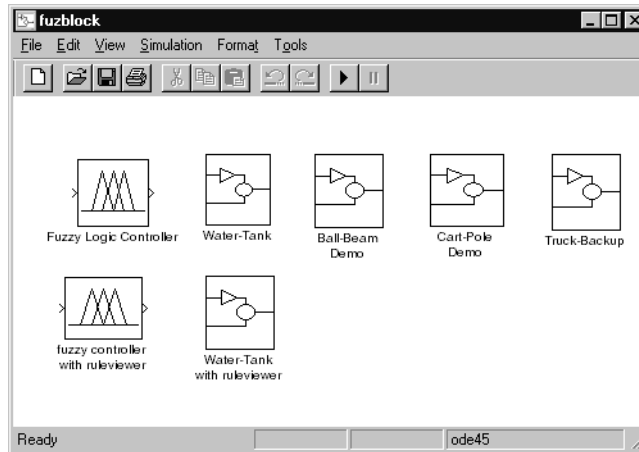 fuzblock
File Edit View Simulation Format Tools
Fuzzy Logic Controller
Water-Tank
Ball-Beam
Demo
Cart-Pole
Demo
Truck-Backup
fuzzy controller
with ruleviewer
Water-Tank
with ruleviewer
Ready
ode45